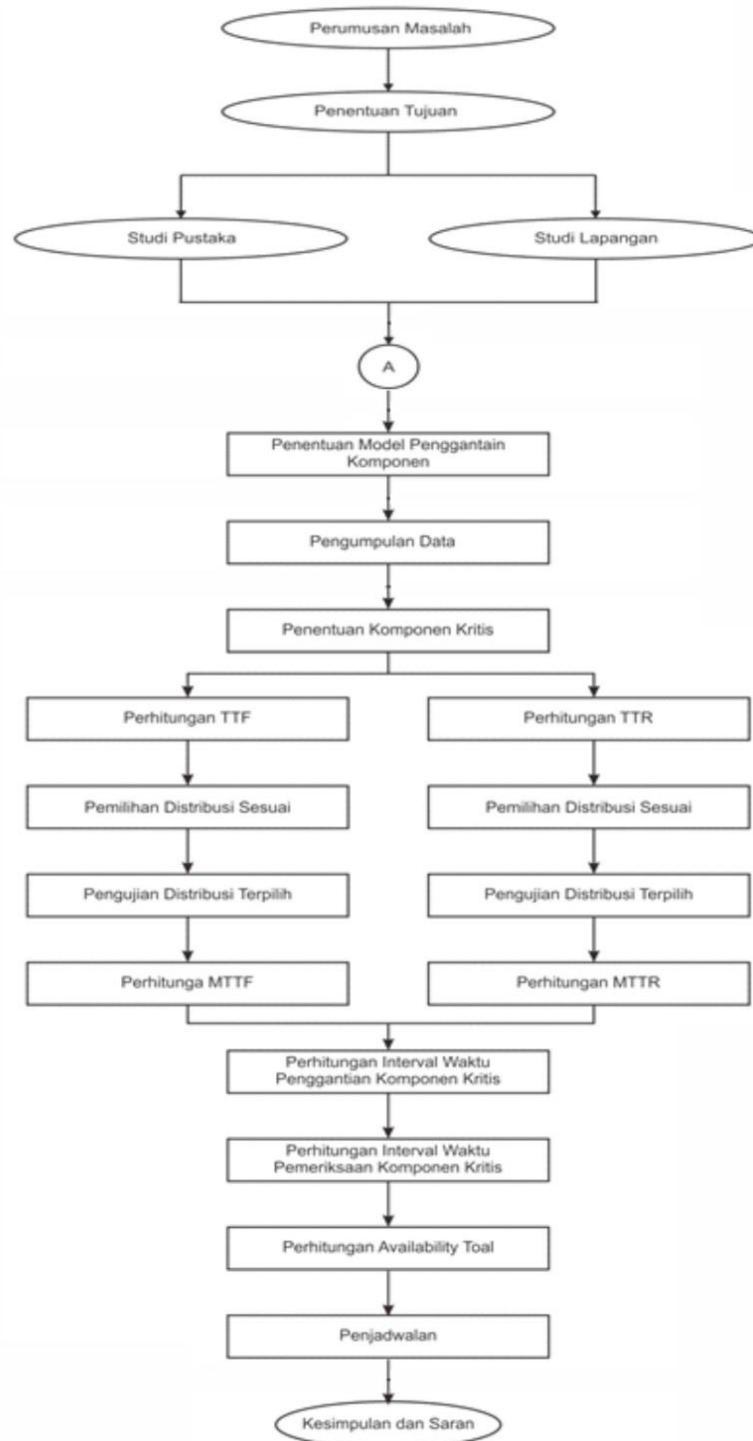 Perumusan Masalah
Penentuan Tujuan
Studi Pustaka
Studi Lapangan
A
Penentuan Model Penggantain
Komponen
Pengumpulan Data
Penentuan Komponen Kritis
Perhitungan TTF
Perhitungan TTR
Pemilihan Distribusi Sesuai
Pemilihan Distribusi Sesuai
Pengujian Distribusi Terpilih
Pengujian Distribusi Terpilih
Perhitunga MTTF
Perhitungan MTTR
Perhitungan Interval Waktu
Penggantian Komponen Kritis
Perhitungan Interval Waktu
Pemeriksaan Komponen Kritis
Perhitungan Availability Toal
Penjadwalan
Kesimpulan dan Saran